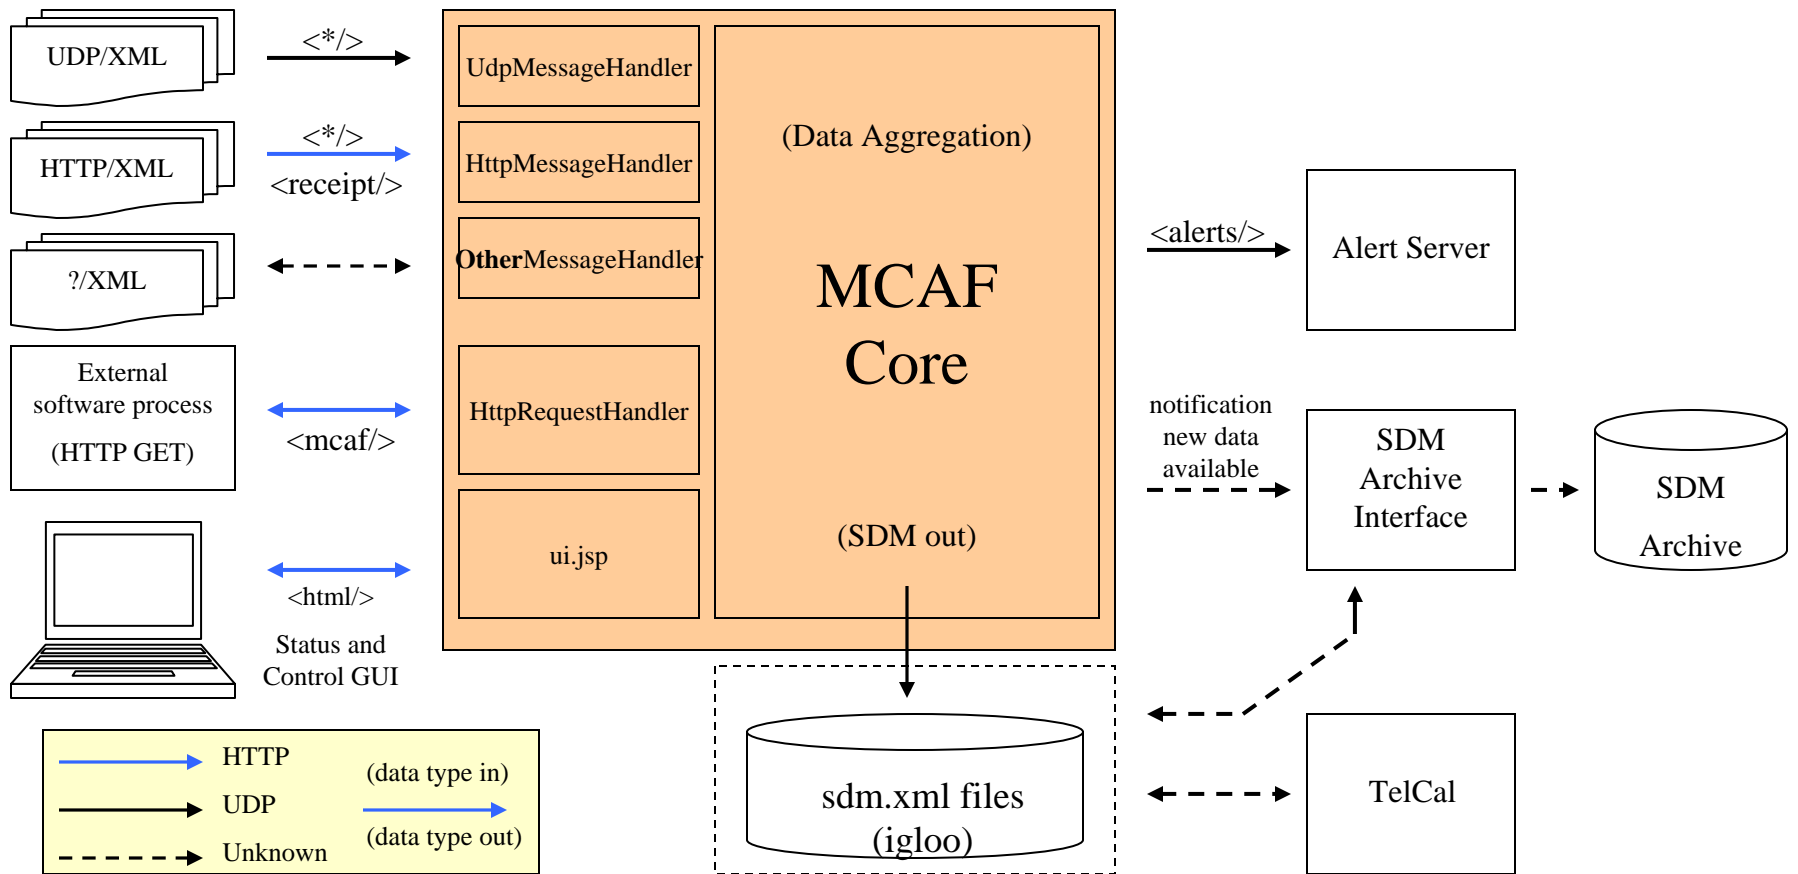 UDP/XML
<*/>
UdpMessageHandler
HTTP/XML
<*/>
<receipt/>
HttpMessageHandler
?/XML
OtherMessageHandler
External
software process
(HTTP GET)
<mcaf/>
HttpRequestHandler
<html/>
Status and
Control GUI
ui.jsp
(Data Aggregation)
MCAF
Core
(SDM out)
<alerts/>
Alert Server
notification
new data
available
SDM
Archive
Interface
SDM
Archive
sdm.xml files
(igloo)
TelCal
HTTP
UDP
Unknown
(data type in)
(data type out)